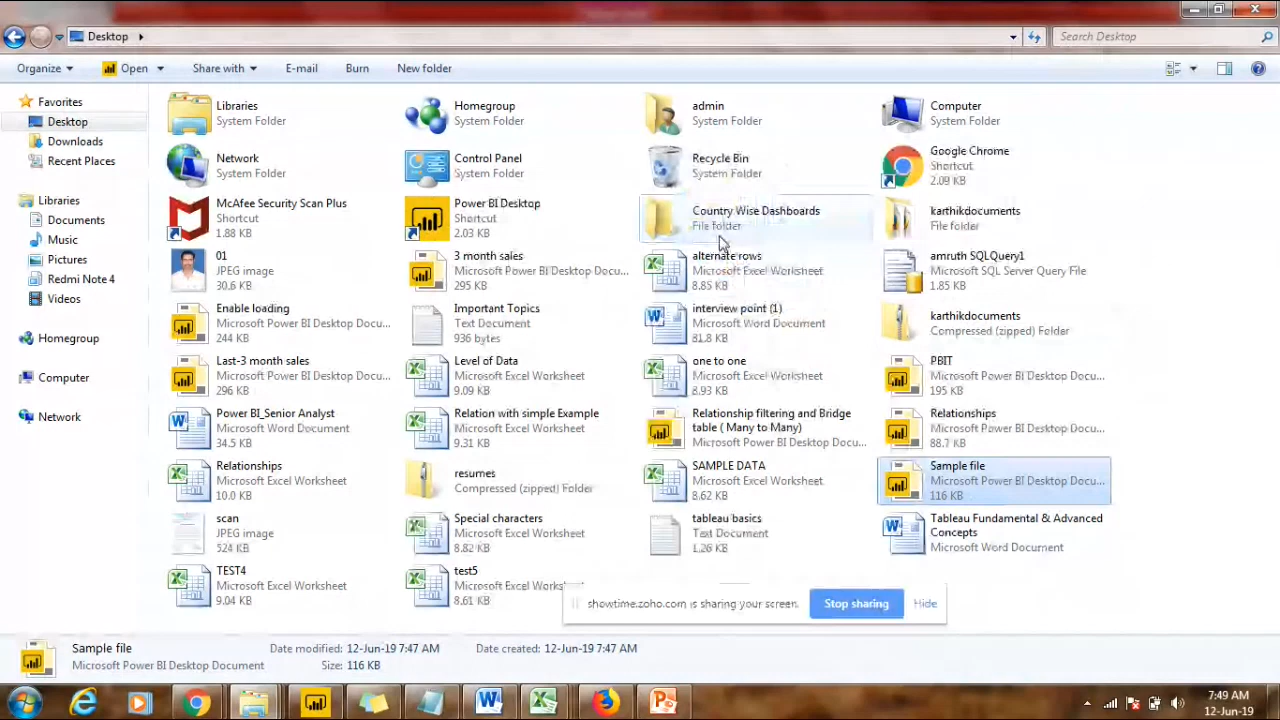 Desktop
Search Desktop
Organize
Open
Share with
E-mail
Burn
New folder
Favorites
Desktop
Downloads
Recent Places
Libraries
Documents
Music
Pictures
Redmi Note 4
Videos
Homegroup
Computer
Network
Libraries
System Folder
Homegroup
System Folder
admin
System Folder
Computer
System Folder
Network
System Folder
Control Panel
System Folder
Recycle Bin
System Folder
Google Chrome
Shortcut
2.09 KB
McAfee Security Scan Plus
Shortcut
1.88 KB
Power BI Desktop
Shortcut
2.03 KB
Country Wise Dashboards
File folder
karthikdocuments
File folder
01
JPEG image
30.6 KB
3 month sales
Microsoft Power BI Desktop Docu...
295 KB
alternate rows
Microsoft Excel Worksheet
8.85 KB
amruth SQLQuery1
Microsoft SQL Server Query File
1.85 KB
Enable loading
Microsoft Power BI Desktop Docu...
244 KB
Important Topics
Text Document
936 bytes
interview point (1)
Microsoft Word Document
81.8 KB
karthikdocuments
Compressed (zipped) Folder
Last-3 month sales
Microsoft Power BI Desktop Docu...
296 KB
Level of Data
Microsoft Excel Worksheet
9.09 KB
one to one
Microsoft Excel Worksheet
8.93 KB
PBIT
Microsoft Power BI Desktop Docu...
195 KB
Power BI_Senior Analyst
Microsoft Word Document
34.5 KB
Relation with simple Example
Microsoft Excel Worksheet
9.31 KB
Relationship filtering and Bridge
table ( Many to Many)
Microsoft Power BI Desktop Docu...
Relationships
Microsoft Power BI Desktop Docu...
88.7 KB
Relationships
Microsoft Excel Worksheet
10.0 KB
resumes
Compressed (zipped) Folder
SAMPLE DATA
Microsoft Excel Worksheet
8.62 KB
Sample file
Microsoft Power BI Desktop Docu...
116 KB
scan
JPEG image
524 KB
Special characters
Microsoft Excel Worksheet
8.82 KB
tableau basics
Text Document
1.26 KB
Tableau Fundamental & Advanced
Concepts
Microsoft Word Document
TEST4
Microsoft Excel Worksheet
9.04 KB
test5
Microsoft Excel Worksheet
8.61 KB
showtime.zoho.com is sharing your screen.
Stop sharing
Hide
Sample file
Microsoft Power BI Desktop Document
Date modified: 12-Jun-19 7:47 AM
Size: 116 KB
Date created: 12-Jun-19 7:47 AM
7:49 AM
12-Jun-19